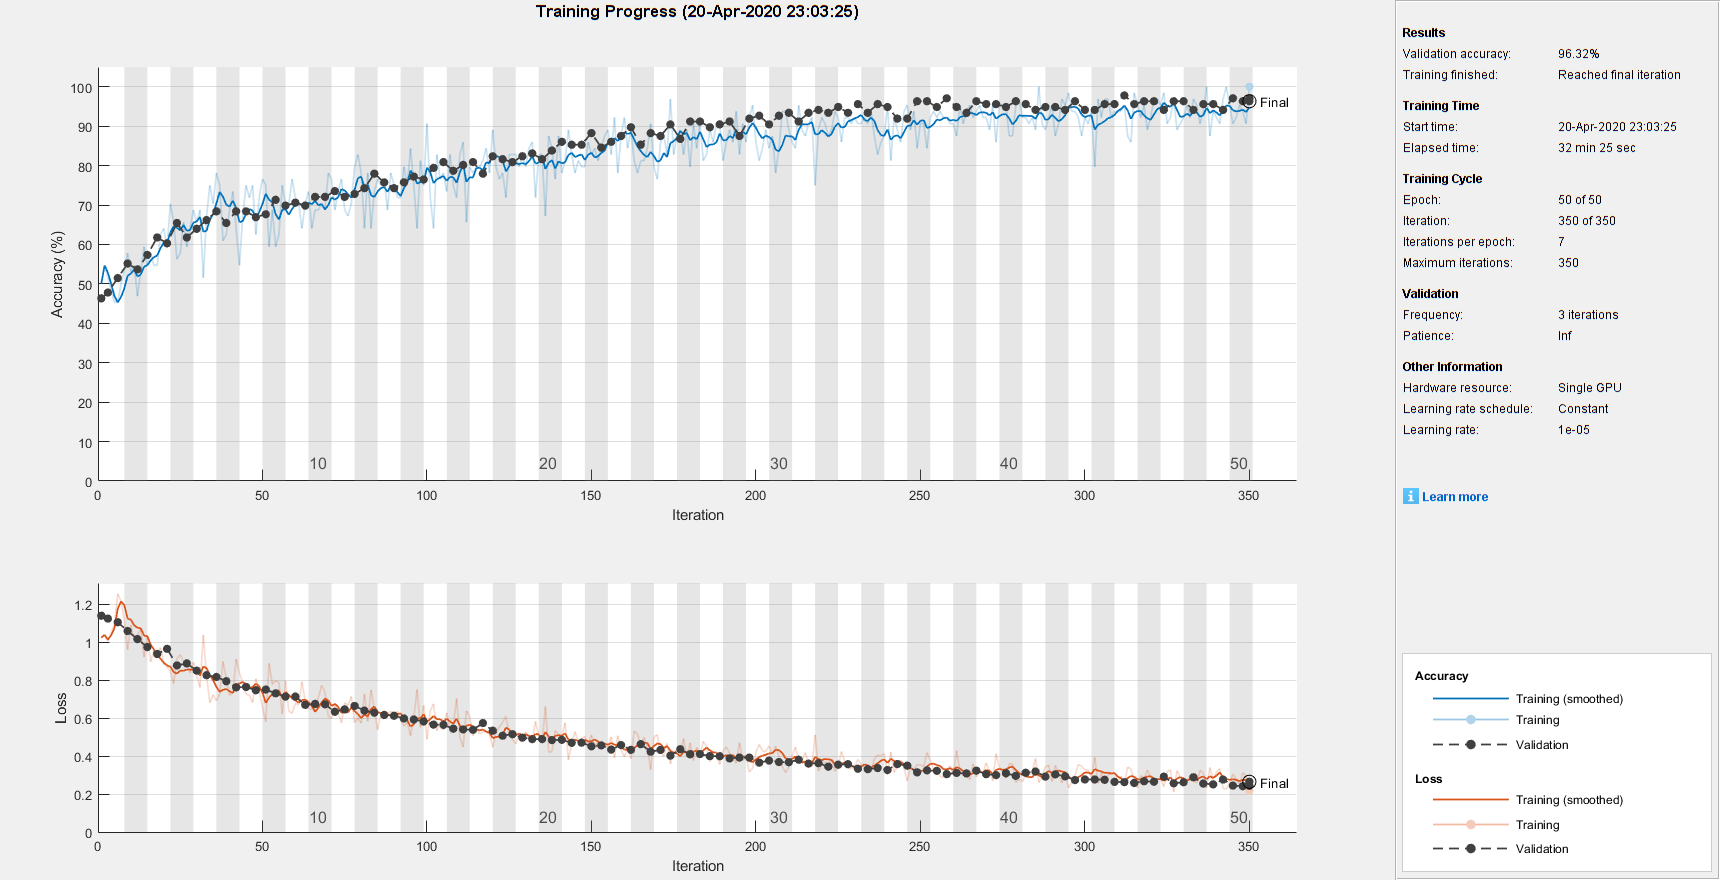 Training Progress (20-Apr-2020 23:03:25)
Accuracy (%)
100
90
80
70
60
50
40
30
20
10
0
Final
10 20 30 40 50
0 50 100 150 200 250 300 350
Iteration
Loss
1.2
1
0.8
0.6
0.4
0.2
0
Final
10 20 30 40 50
0 50 100 150 200 250 300 350
Iteration
Results
Validation accuracy: 96.32%
Training finished: Reached final iteration
Training Time
Start time: 20-Apr-2020 23:03:25
Elapsed time: 32 min 25 sec
Training Cycle
Epoch: 50 of 50
Iteration: 350 of 350
Iterations per epoch: 7
Maximum iterations: 350
Validation
Frequency: 3 iterations
Patience: Inf
Other Information
Hardware resource: Single GPU
Learning rate schedule: Constant
Learning rate: 1e-05
i Learn more
Accuracy
Training (smoothed)
Training
Validation
Loss
Training (smoothed)
Training
Validation